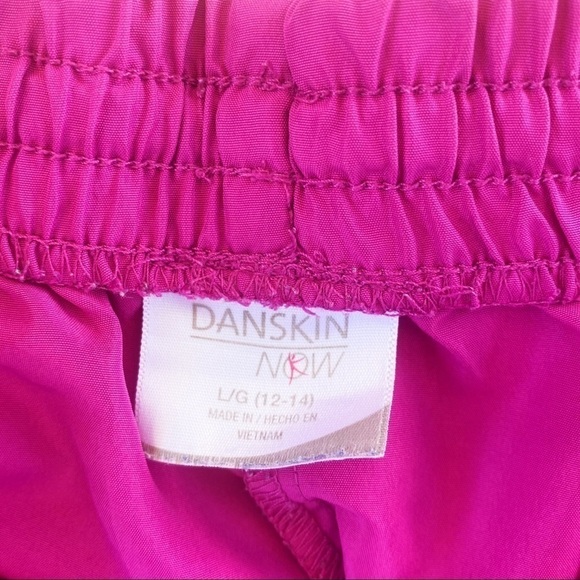 DANSKIN
NOW
L/G (12-14)
MADE IN / HECHO EN
VIETNAM